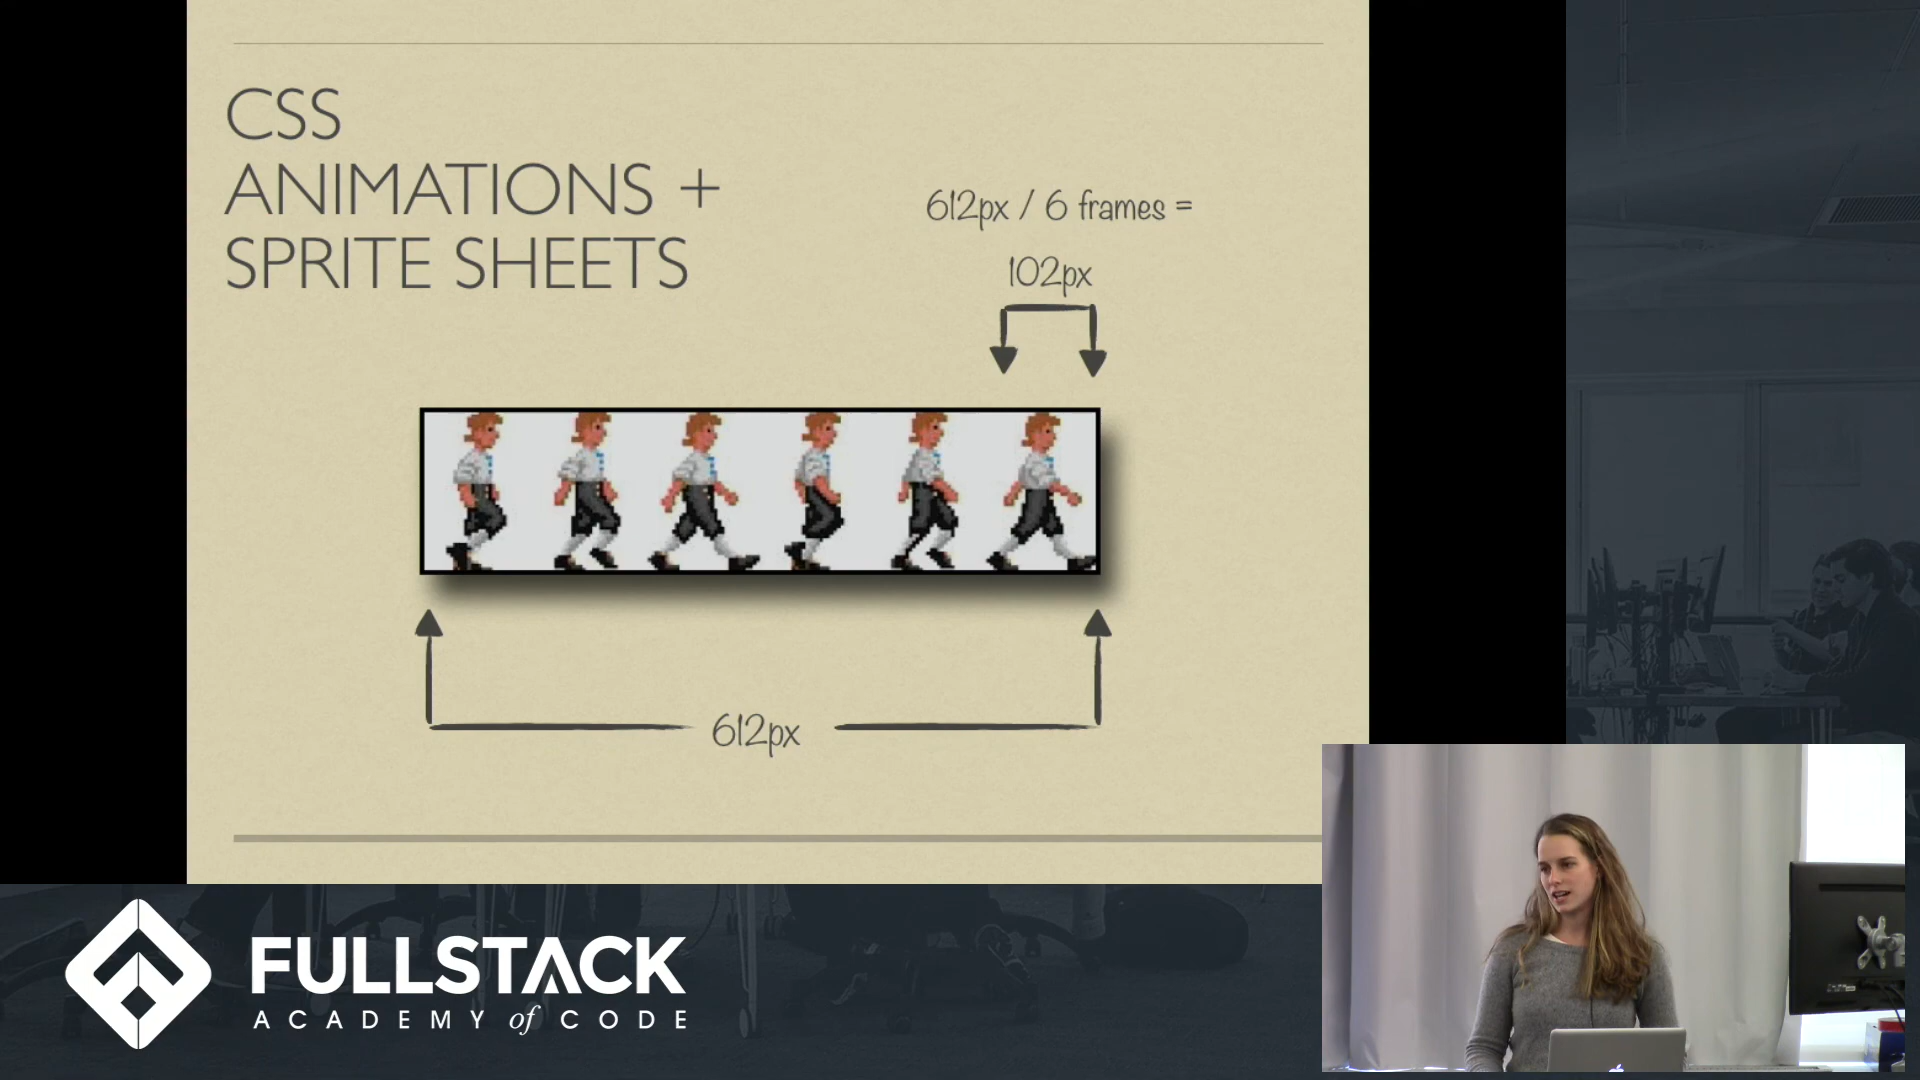 CSS
ANIMATIONS +
SPRITE SHEETS
612px / 6 frames =
102px
612px
FULLSTACK
ACADEMY of CODE